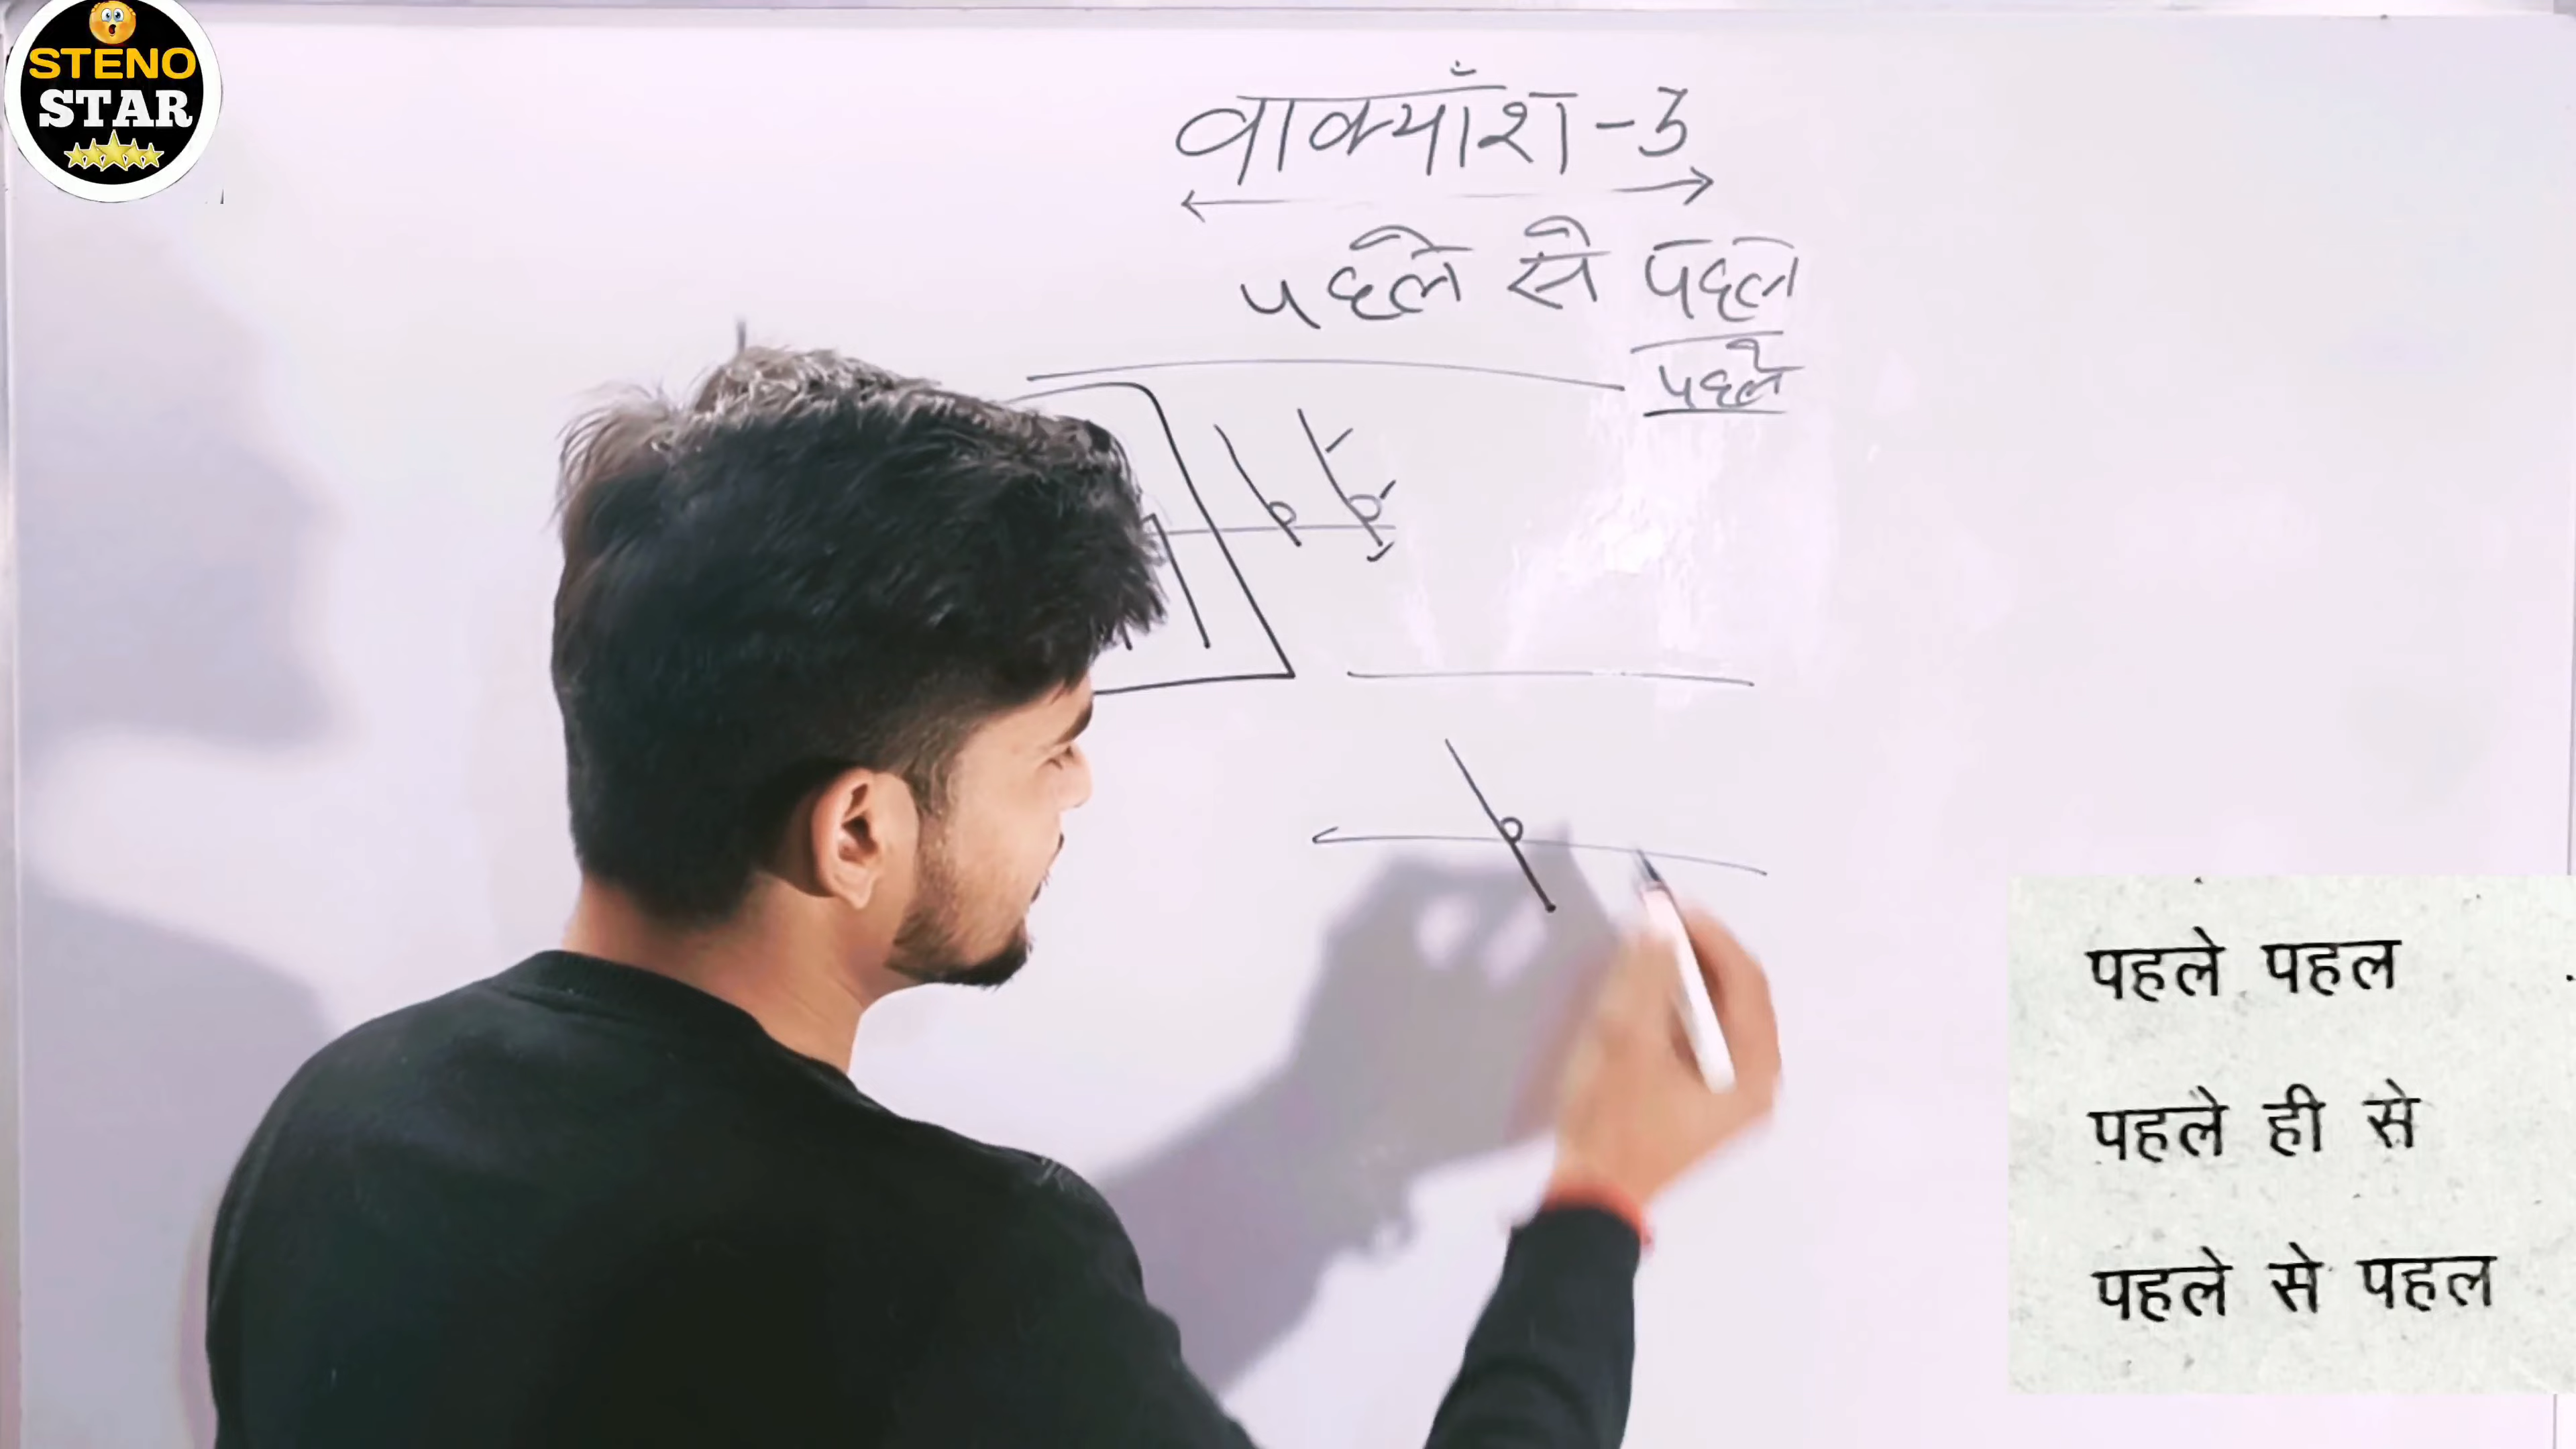 STENO
STAR
वाक्यांश-3
पहले से पहल
पहले
पहले पहल
पहले ही से
पहले से पहल